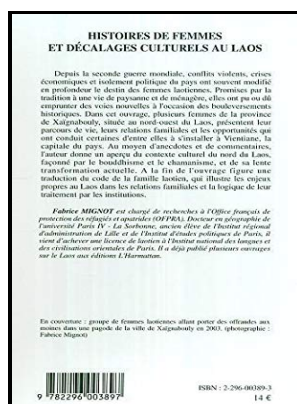 HISTOIRES DE FEMMES
ET DÉCALAGES CULTURELS AU LAOS
Depuis la seconde guerre mondiale, conflits violents, crises
économiques et isolement politique du pays ont souvent modifié
en profondeur le destin des femmes laotiennes. Promises par la
tradition à une vie de paysanne et de ménagère, elles ont pu ou dû
emprunter des voies nouvelles à l'occasion des bouleversements
historiques. Dans cet ouvrage, plusieurs femmes de la province
de Xaignabouly, située au nord-ouest du Laos, présentent leur
parcours de vie, leurs relations familiales et les opportunités qui
ont conduit certaines d'entre elles à s'installer à Vientiane, la
capitale du pays. Au moyen d'anecdotes et de commentaires,
l'auteur donne un aperçu du contexte culturel du nord du Laos,
façonné par le bouddhisme et le chamanisme, et de sa lente
transformation actuelle. A la fin de l'ouvrage figure une
traduction du code de la famille laotien, qui illustre les enjeux
propres au Laos dans les relations familiales et la logique de leur
traitement par les institutions.
Fabrice MIGNOT est chargé de recherches à l'Office français de
protection des réfugiés et apatrides (OFPRA). Docteur en géographie de
l'université Paris IV - La Sorbonne, ancien élève de l'Institut régional
d'administration de Lille et de l'Institut d'études politiques de Paris, il
vient d'achever une licence de laotien à l'Institut national des langues et
des civilisations orientales de Paris. Il a déjà publié plusieurs ouvrages
sur le Laos aux éditions L'Harmattan.
En couverture : groupe de femmes laotiennes allant porter des offrandes aux
moines dans une pagode de la ville de Xaignabouly en 2003. (photographie :
Fabrice Mignot)
9 782296 003897
ISBN : 2-296-00389-3
14 €